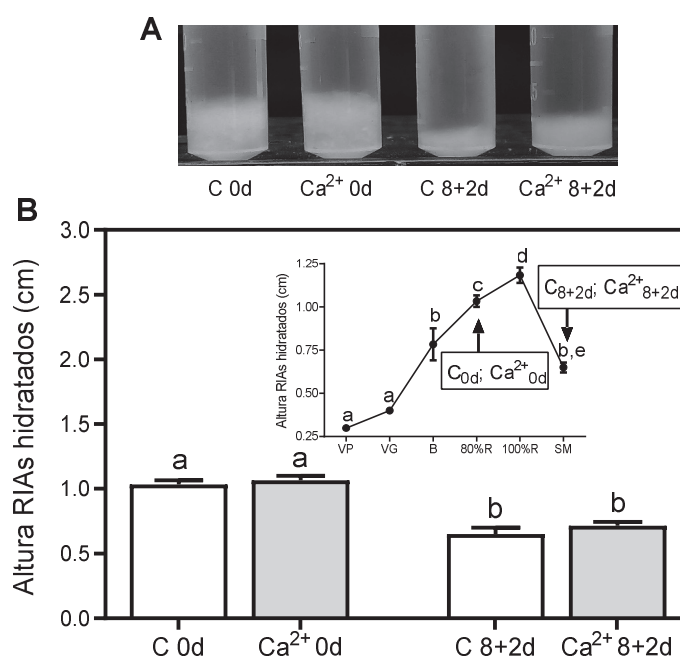 A
C 0d Ca²⁺ 0d C 8+2d Ca²⁺ 8+2d
B
Altura RIAs hidratados (cm)
3.0
2.5
2.0
1.5
1.0
0.5
0.0
a a b b
C 0d Ca²⁺ 0d C 8+2d Ca²⁺ 8+2d
Altura RIAs hidratados (cm)
1.25
1.00
0.75
0.50
0.25
a a b c d b,e
C8+2d; Ca²⁺8+2d
C0d; Ca²⁺0d
VP VG B 80%R 100%R SM